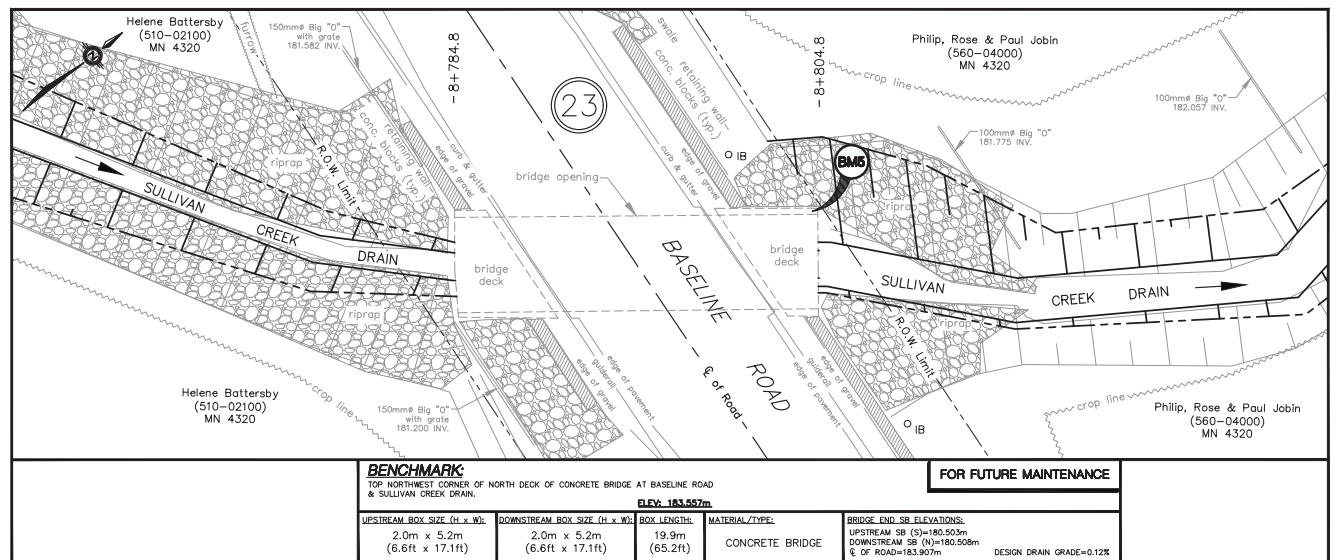 Helene Battersby
(510-02100)
MN 4320
furrow
150mmø Big "O"
with grate
181.582 INV.
8+784.8
23
swale
retaining wall-
conc. blocks (typ.)
8+804.8
Philip, Rose & Paul Jobin
(560-04000)
MN 4320
crop line
100mmø Big "O"
182.057 INV.
100mmø Big "O"
181.775 INV.
retaining wall-
conc. blocks (typ.)
curb & gutter
edge of gravel
edge of gravel
curb & gutter
IB
BM5
riprap
R.O.W. Limit
bridge opening
riprap
SULLIVAN
CREEK
DRAIN
bridge
deck
BASELINE
ROAD
bridge
deck
SULLIVAN
CREEK DRAIN
riprap
riprap
R.O.W. Limit
edge of pavement
guiderail
edge of gravel
℄ of Road
edge of gravel
guiderail
edge of pavement
IB
Helene Battersby
(510-02100)
MN 4320
crop line
150mmø Big "O"
with grate
181.200 INV.
crop line
Philip, Rose & Paul Jobin
(560-04000)
MN 4320
BENCHMARK:
TOP NORTHWEST CORNER OF NORTH DECK OF CONCRETE BRIDGE AT BASELINE ROAD
& SULLIVAN CREEK DRAIN.
ELEV: 183.557m
FOR FUTURE MAINTENANCE
UPSTREAM BOX SIZE (H x W):
2.0m x 5.2m
(6.6ft x 17.1ft)
DOWNSTREAM BOX SIZE (H x W):
2.0m x 5.2m
(6.6ft x 17.1ft)
BOX LENGTH:
19.9m
(65.2ft)
MATERIAL/TYPE:
CONCRETE BRIDGE
BRIDGE END SB ELEVATIONS:
UPSTREAM SB (S)=180.503m
DOWNSTREAM SB (N)=180.508m
℄ OF ROAD=183.907m
DESIGN DRAIN GRADE=0.12%